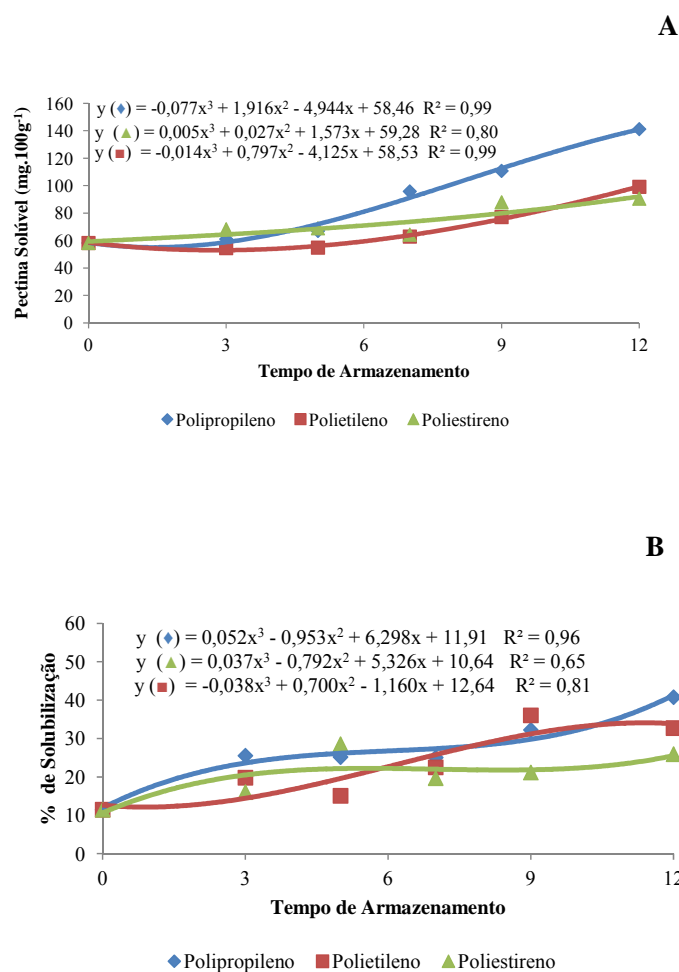 A
y (♦) = -0,077x³ + 1,916x² - 4,944x + 58,46 R² = 0,99
y (▲) = 0,005x³ + 0,027x² + 1,573x + 59,28 R² = 0,80
y (■) = -0,014x³ + 0,797x² - 4,125x + 58,53 R² = 0,99
Pectina Solúvel (mg.100g⁻¹)
160
140
120
100
80
60
40
20
0
0 3 6 9 12
Tempo de Armazenamento
Polipropileno Polietileno Poliestireno
B
y (♦) = 0,052x³ - 0,953x² + 6,298x + 11,91 R² = 0,96
y (▲) = 0,037x³ - 0,792x² + 5,326x + 10,64 R² = 0,65
y (■) = -0,038x³ + 0,700x² - 1,160x + 12,64 R² = 0,81
% de Solubilização
60
50
40
30
20
10
0
0 3 6 9 12
Tempo de Armazenamento
Polipropileno Polietileno Poliestireno